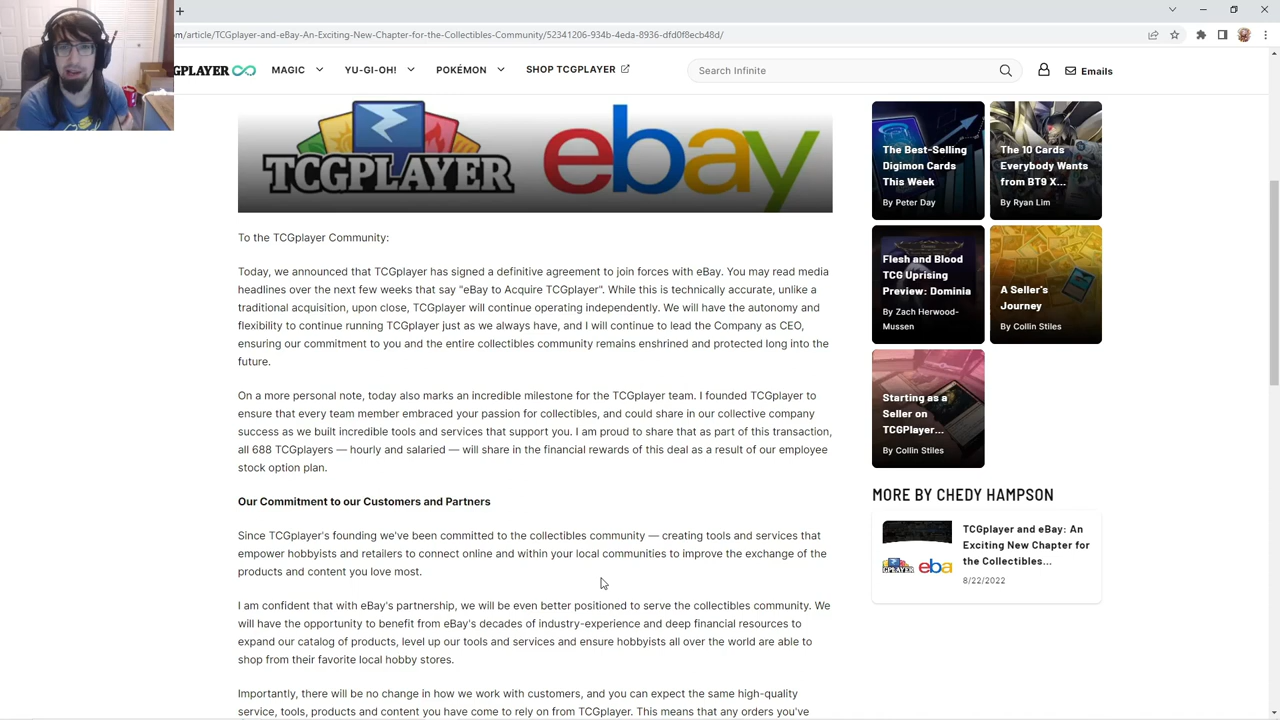 om/article/TCGplayer-and-eBay-An-Exciting-New-Chapter-for-the-Collectibles-Community/52341206-934b-4eda-8936-dfd0f8ecb48d/
GPLAYER
MAGIC
YU-GI-OH!
POKÉMON
SHOP TCGPLAYER
Search Infinite
Emails
TCGPLAYER
ebay
To the TCGplayer Community:
Today, we announced that TCGplayer has signed a definitive agreement to join forces with eBay. You may read media
headlines over the next few weeks that say "eBay to Acquire TCGplayer". While this is technically accurate, unlike a
traditional acquisition, upon close, TCGplayer will continue operating independently. We will have the autonomy and
flexibility to continue running TCGplayer just as we always have, and I will continue to lead the Company as CEO,
ensuring our commitment to you and the entire collectibles community remains enshrined and protected long into the
future.
On a more personal note, today also marks an incredible milestone for the TCGplayer team. I founded TCGplayer to
ensure that every team member embraced your passion for collectibles, and could share in our collective company
success as we built incredible tools and services that support you. I am proud to share that as part of this transaction,
all 688 TCGplayers — hourly and salaried — will share in the financial rewards of this deal as a result of our employee
stock option plan.
Our Commitment to our Customers and Partners
Since TCGplayer's founding we've been committed to the collectibles community — creating tools and services that
empower hobbyists and retailers to connect online and within your local communities to improve the exchange of the
products and content you love most.
I am confident that with eBay's partnership, we will be even better positioned to serve the collectibles community. We
will have the opportunity to benefit from eBay's decades of industry-experience and deep financial resources to
expand our catalog of products, level up our tools and services and ensure hobbyists all over the world are able to
shop from their favorite local hobby stores.
Importantly, there will be no change in how we work with customers, and you can expect the same high-quality
service, tools, products and content you have come to rely on from TCGplayer. This means that any orders you've
The Best-Selling
Digimon Cards
This Week
By Peter Day
The 10 Cards
Everybody Wants
from BT9 X...
By Ryan Lim
Flesh and Blood
TCG Uprising
Preview: Dominia
By Zach Herwood-
Mussen
A Seller's
Journey
By Collin Stiles
Starting as a
Seller on
TCGPlayer...
By Collin Stiles
MORE BY CHEDY HAMPSON
TCGplayer and eBay: An
Exciting New Chapter for
the Collectibles...
8/22/2022
GPLAYER
eba